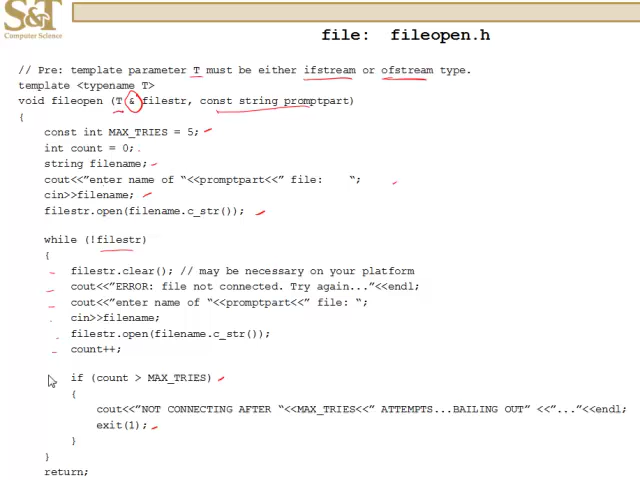 S&T
Computer Science
file: fileopen.h
// Pre: template parameter T must be either ifstream or ofstream type.
template <typename T>
void fileopen (T & filestr, const string promptpart)
{
const int MAX_TRIES = 5;
int count = 0;
string filename;
cout<<”enter name of “<<promptpart<<” file: “;
cin>>filename;
filestr.open(filename.c_str());
while (!filestr)
{
filestr.clear(); // may be necessary on your platform
cout<<”ERROR: file not connected. Try again...”<<endl;
cout<<”enter name of “<<promptpart<<” file: “;
cin>>filename;
filestr.open(filename.c_str());
count++;
if (count > MAX_TRIES)
{
cout<<”NOT CONNECTING AFTER “<<MAX_TRIES<<” ATTEMPTS...BAILING OUT” <<”...”<<endl;
exit(1);
}
}
return;